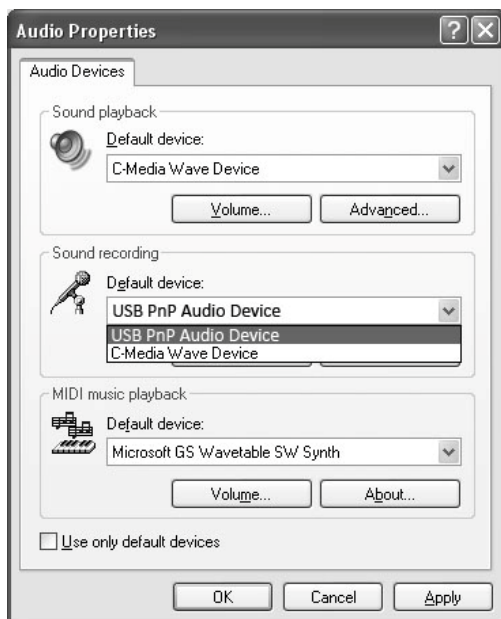 Audio Properties
Audio Devices
Sound playback
Default device:
C-Media Wave Device
Volume...
Advanced...
Sound recording
Default device:
USB PnP Audio Device
USB PnP Audio Device
C-Media Wave Device
MIDI music playback
Default device:
Microsoft GS Wavetable SW Synth
Volume...
About...
Use only default devices
OK
Cancel
Apply